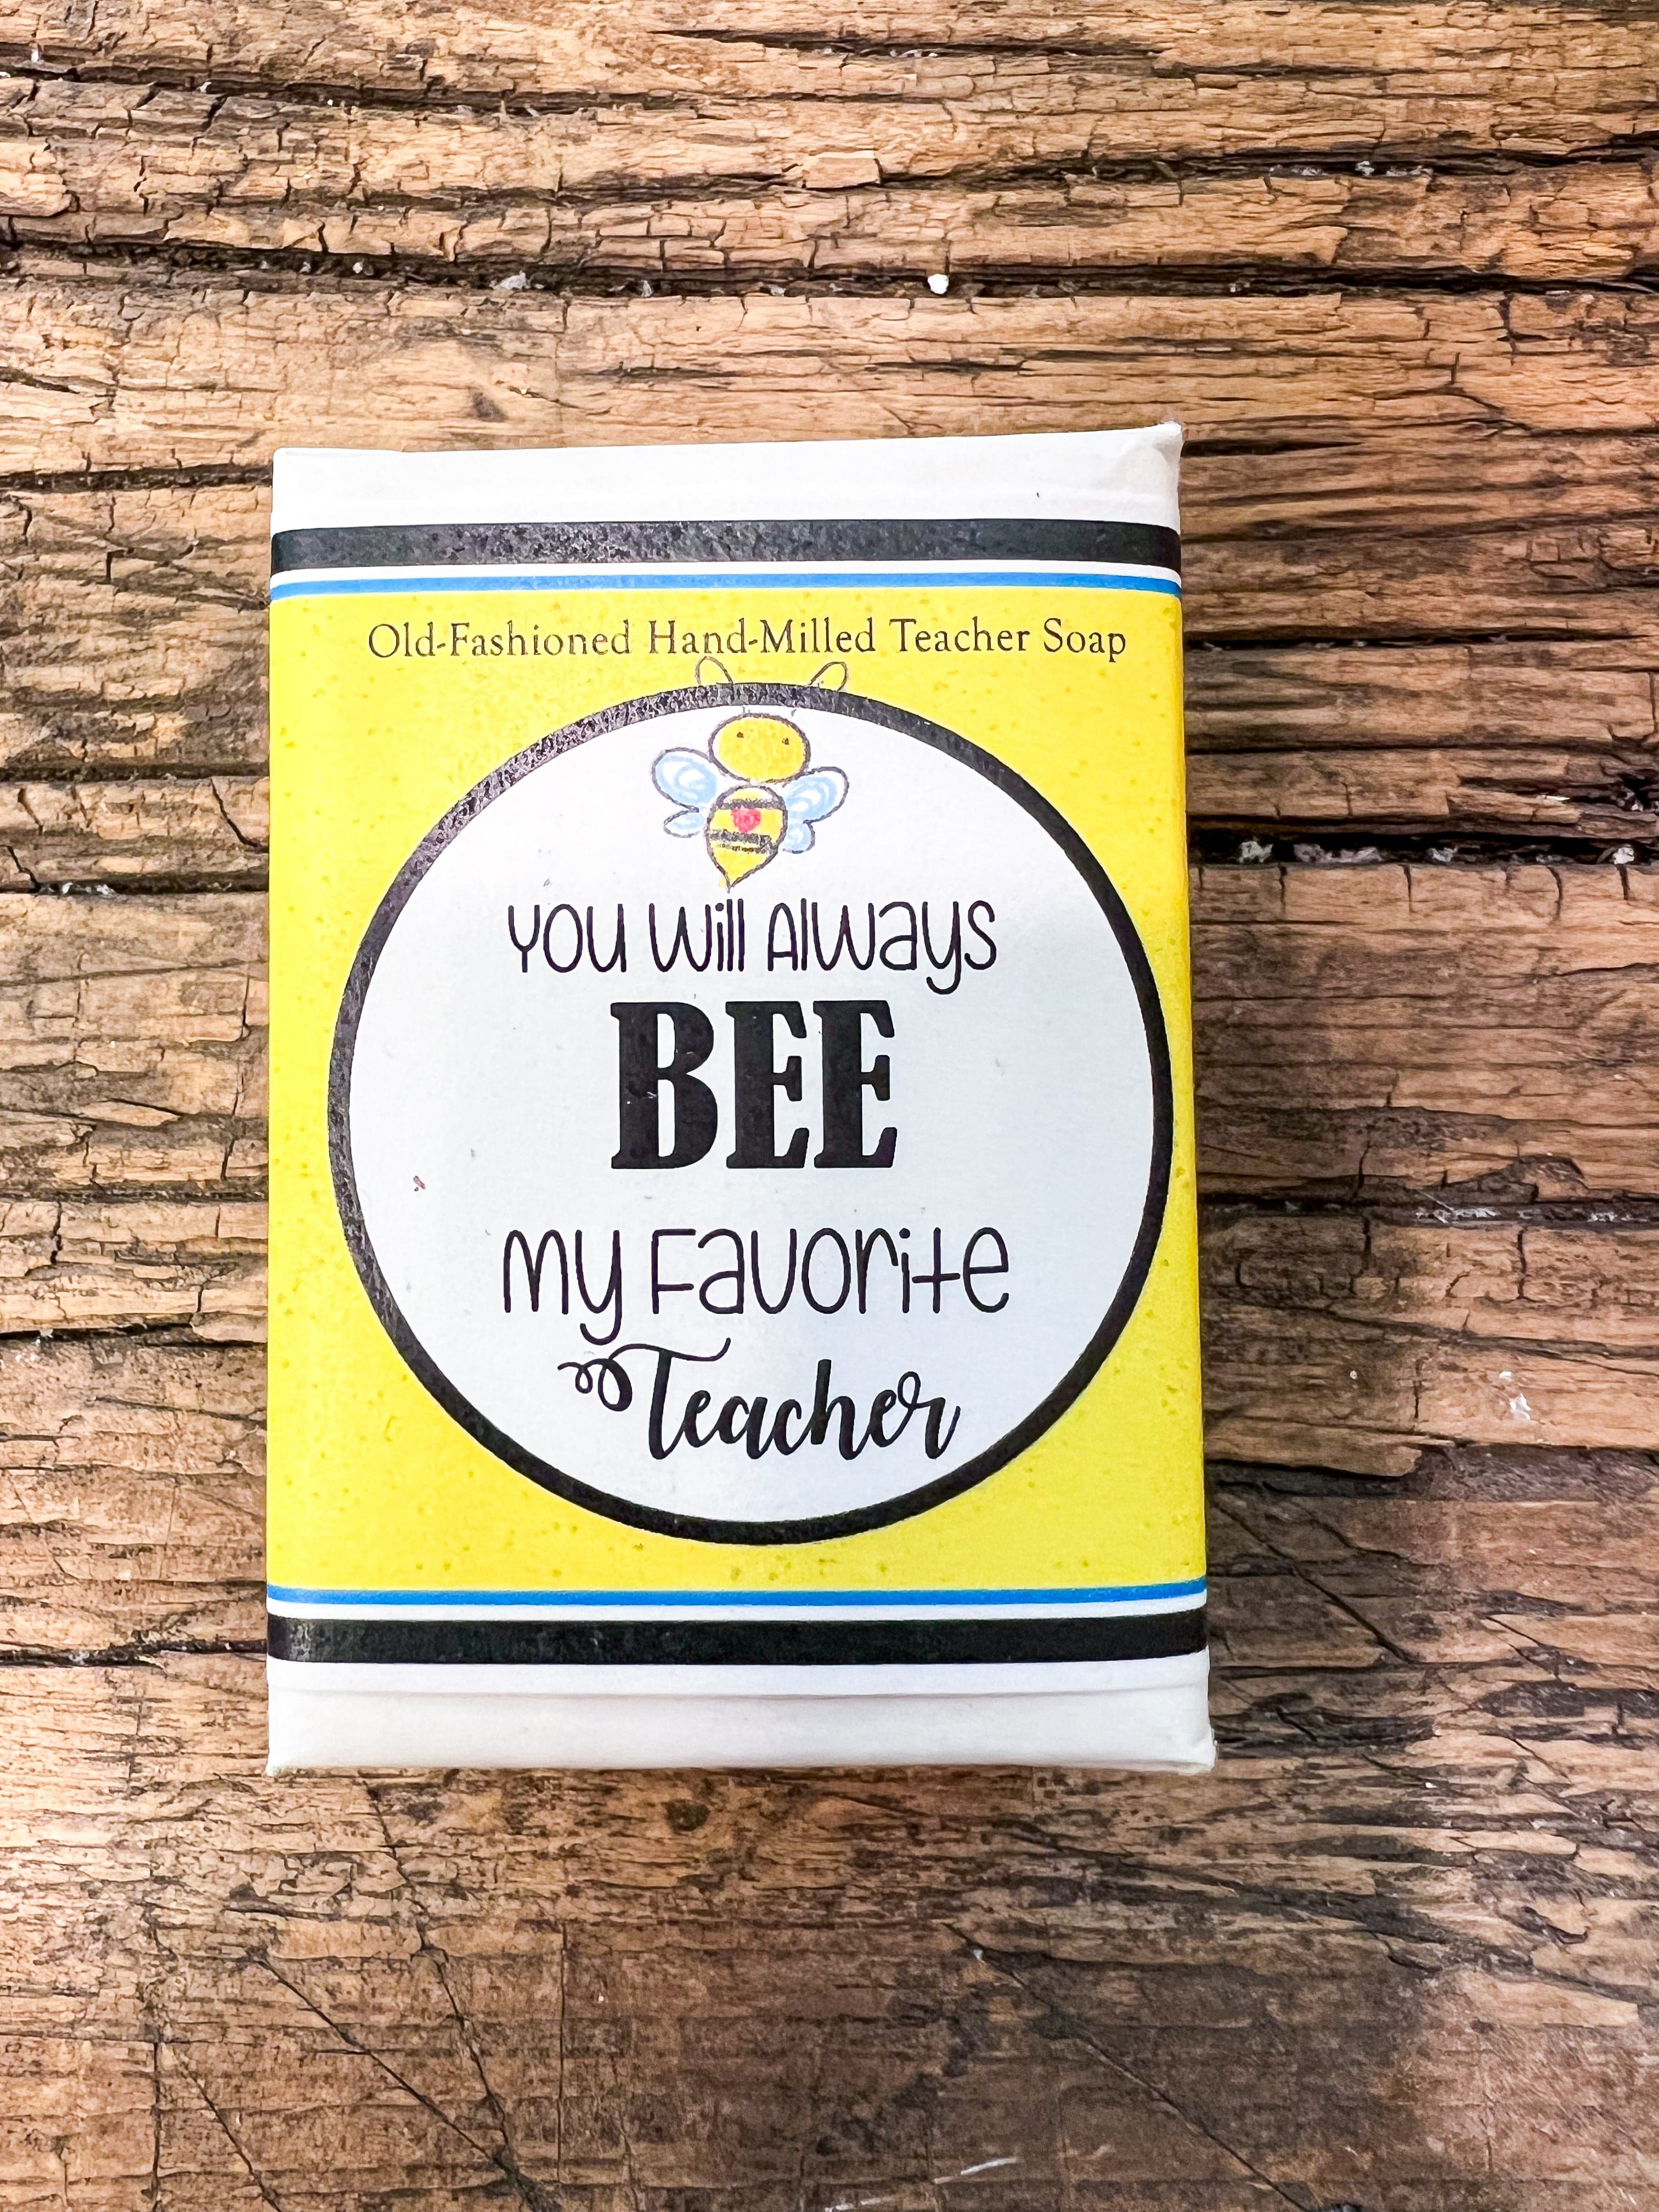 Old-Fashioned Hand-Milled Teacher Soap
You Will Always
BEE
My Favorite
Teacher